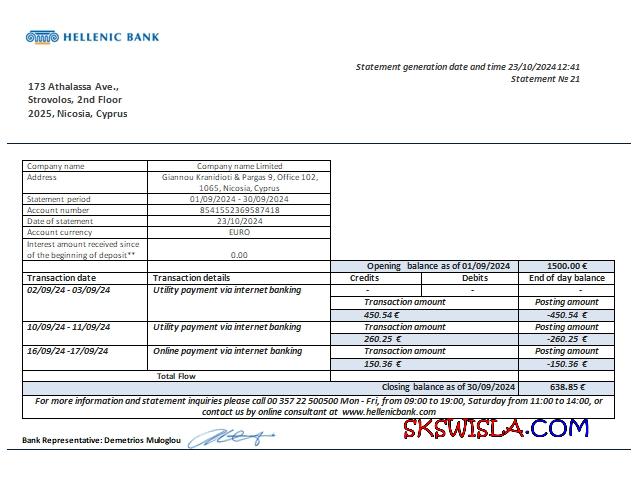 HELLENIC BANK
Statement generation date and time 23/10/2024 12:41
Statement № 21
173 Athalassa Ave.,
Strovolos, 2nd Floor
2025, Nicosia, Cyprus
Company name Company name Limited
Address Giannou Kranidioti & Pargas 9, Office 102,
1065, Nicosia, Cyprus
Statement period 01/09/2024 - 30/09/2024
Account number 8541552369587418
Date of statement 23/10/2024
Account currency EURO
Interest amount received since
of the beginning of deposit** 0.00
Opening balance as of 01/09/2024 1500.00 €
Transaction date Transaction details Credits Debits End of day balance
02/09/24 - 03/09/24 Utility payment via internet banking - - -
Transaction amount Posting amount
450.54 € -450.54 €
10/09/24 - 11/09/24 Utility payment via internet banking Transaction amount Posting amount
260.25 € -260.25 €
16/09/24 -17/09/24 Online payment via internet banking Transaction amount Posting amount
150.36 € -150.36 €
Total Flow
Closing balance as of 30/09/2024 638.85 €
For more information and statement inquiries please call 00 357 22 500500 Mon - Fri, from 09:00 to 19:00, Saturday from 11:00 to 14:00, or
contact us by online consultant at www.hellenicbank.com
Bank Representative: Demetrios Muloglou
SKSWISLA.COM